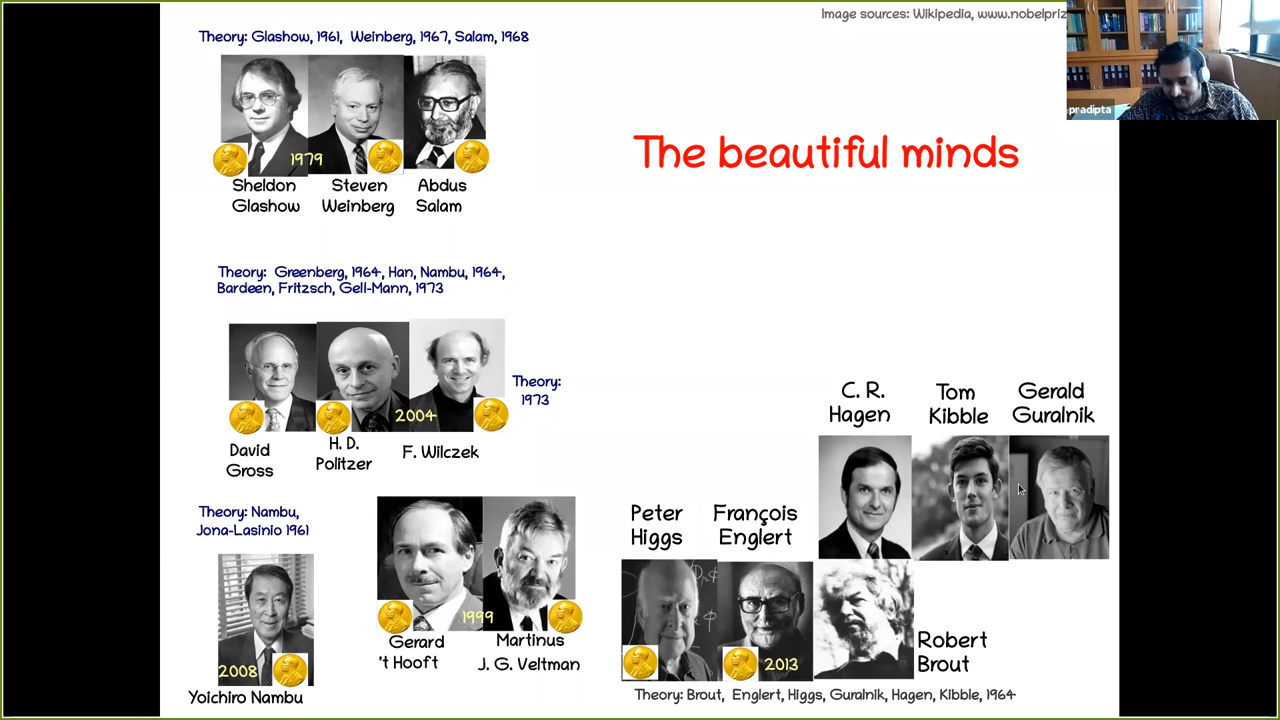 Image sources: Wikipedia, www.nobelpriz
pradipta
Theory: Glashow, 1961, Weinberg, 1967, Salam, 1968
1979
Sheldon
Glashow
Steven
Weinberg
Abdus
Salam
The beautiful minds
Theory: Greenberg, 1964, Han, Nambu, 1964,
Bardeen, Fritzsch, Gell-Mann, 1973
2004
Theory:
1973
David
Gross
H. D.
Politzer
F. Wilczek
C. R.
Hagen
Tom
Kibble
Gerald
Guralnik
Theory: Nambu,
Jona-Lasinio 1961
2008
Yoichiro Nambu
1999
Gerard
't Hooft
Martinus
J. G. Veltman
Peter
Higgs
François
Englert
2013
Robert
Brout
Theory: Brout, Englert, Higgs, Guralnik, Hagen, Kibble, 1964